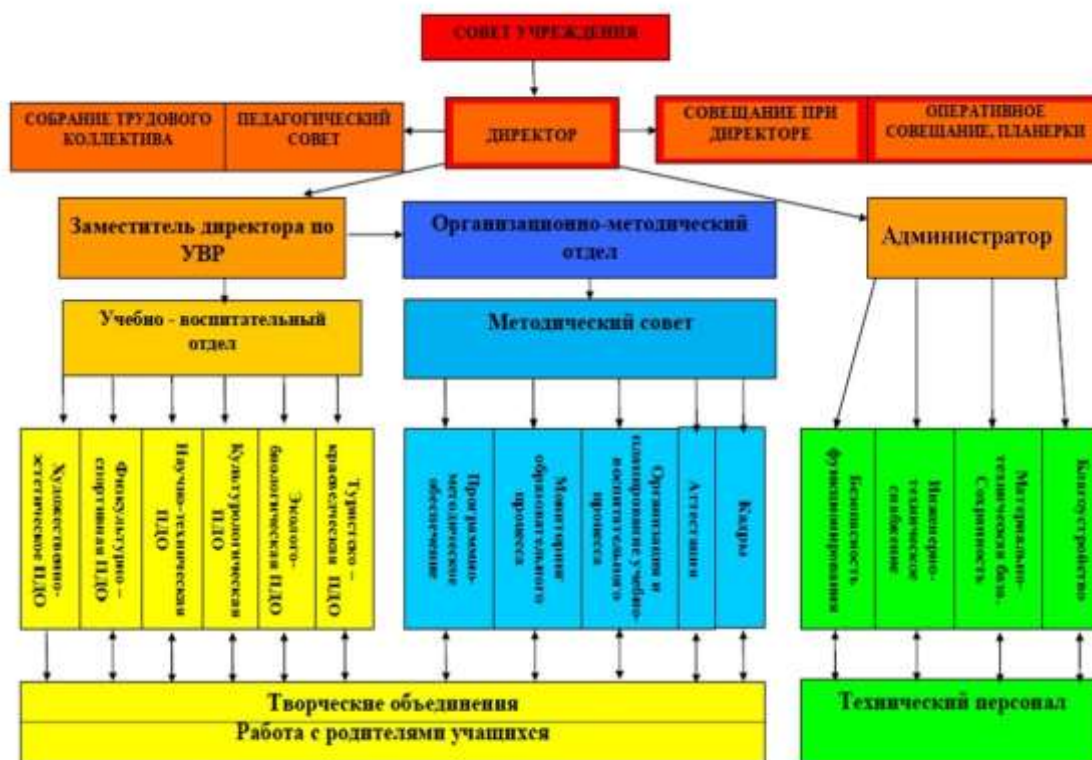 СОВЕТ УЧРЕЖДЕНИЯ
СОБРАНИЕ ТРУДОВОГО
КОЛЛЕКТИВА
ПЕДАГОГИЧЕСКИЙ
СОВЕТ
ДИРЕКТОР
СОВЕЩАНИЕ ПРИ
ДИРЕКТОРЕ
ОПЕРАТИВНОЕ
СОВЕЩАНИЕ, ПЛАНЕРКИ
Заместитель директора по
УВР
Организационно-методический
отдел
Администратор
Учебно - воспитательный
отдел
Методический совет
Художественно-
эстетическое ПДО
Физкультурно –
спортивная ПДО
Научно-техническая
ПДО
Культурологическая
ПДО
Эколого-
биологическая ПДО
Туристско –
краеведческая ПДО
Программно-
методическое
обеспечение
Мониторинг
образовательного
процесса
Организация и
планирование учебно-
воспитательного
процесса
Аттестация
Кадры
Безопасность
функционирования
Инженерно-
техническое
снабжение
Материально-
техническая база.
Сохранность
Творческие объединения
Работа с родителями учащихся
Технический персонал